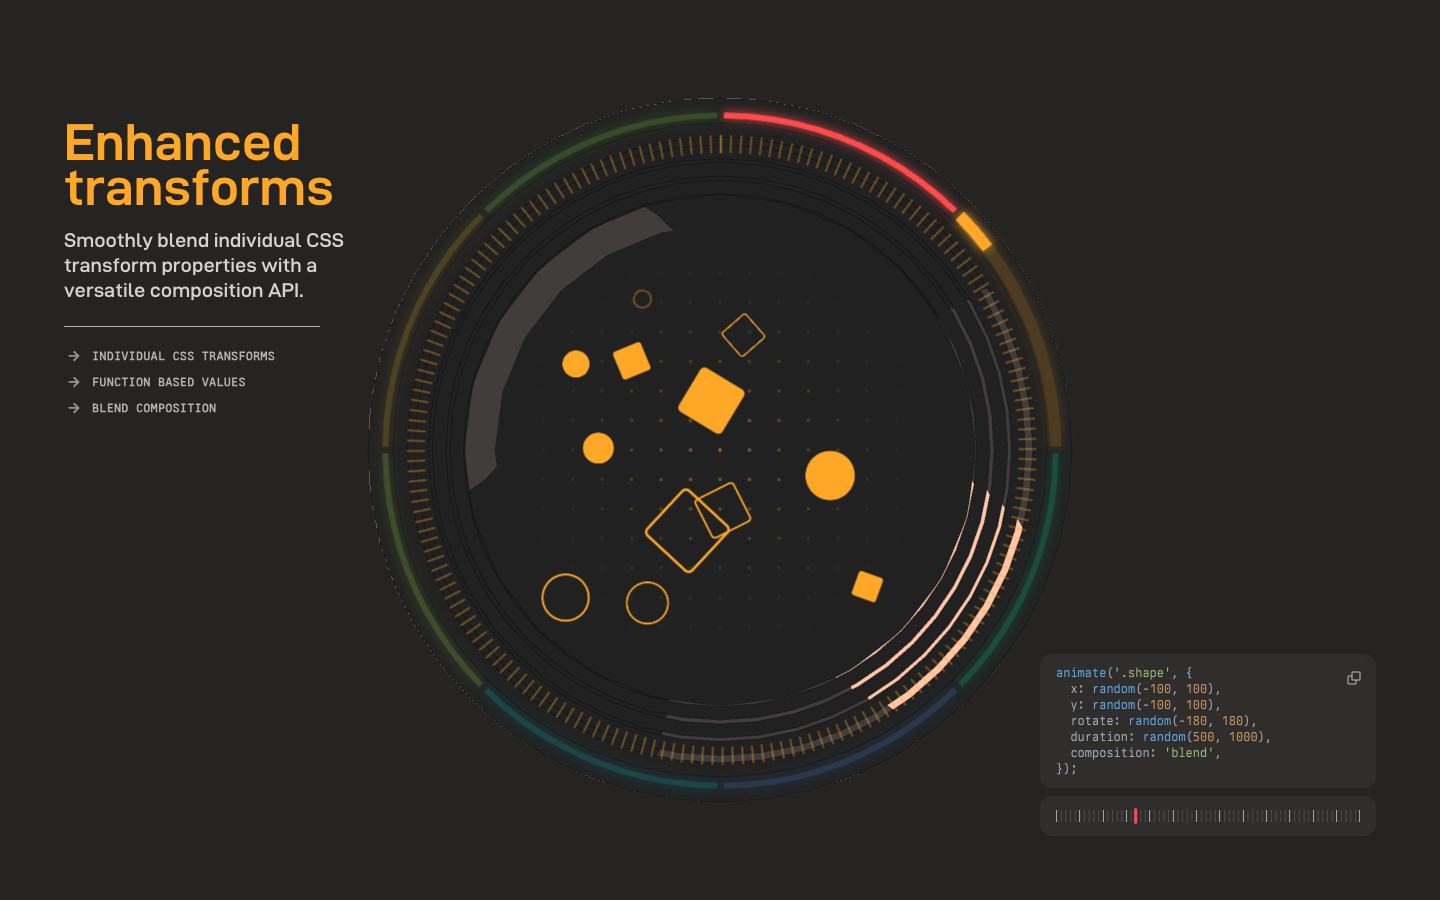 Enhanced
transforms
Smoothly blend individual CSS
transform properties with a
versatile composition API.
INDIVIDUAL CSS TRANSFORMS
FUNCTION BASED VALUES
BLEND COMPOSITION
animate('.shape', {
  x: random(-100, 100),
  y: random(-100, 100),
  rotate: random(-180, 180),
  duration: random(500, 1000),
  composition: 'blend',
});